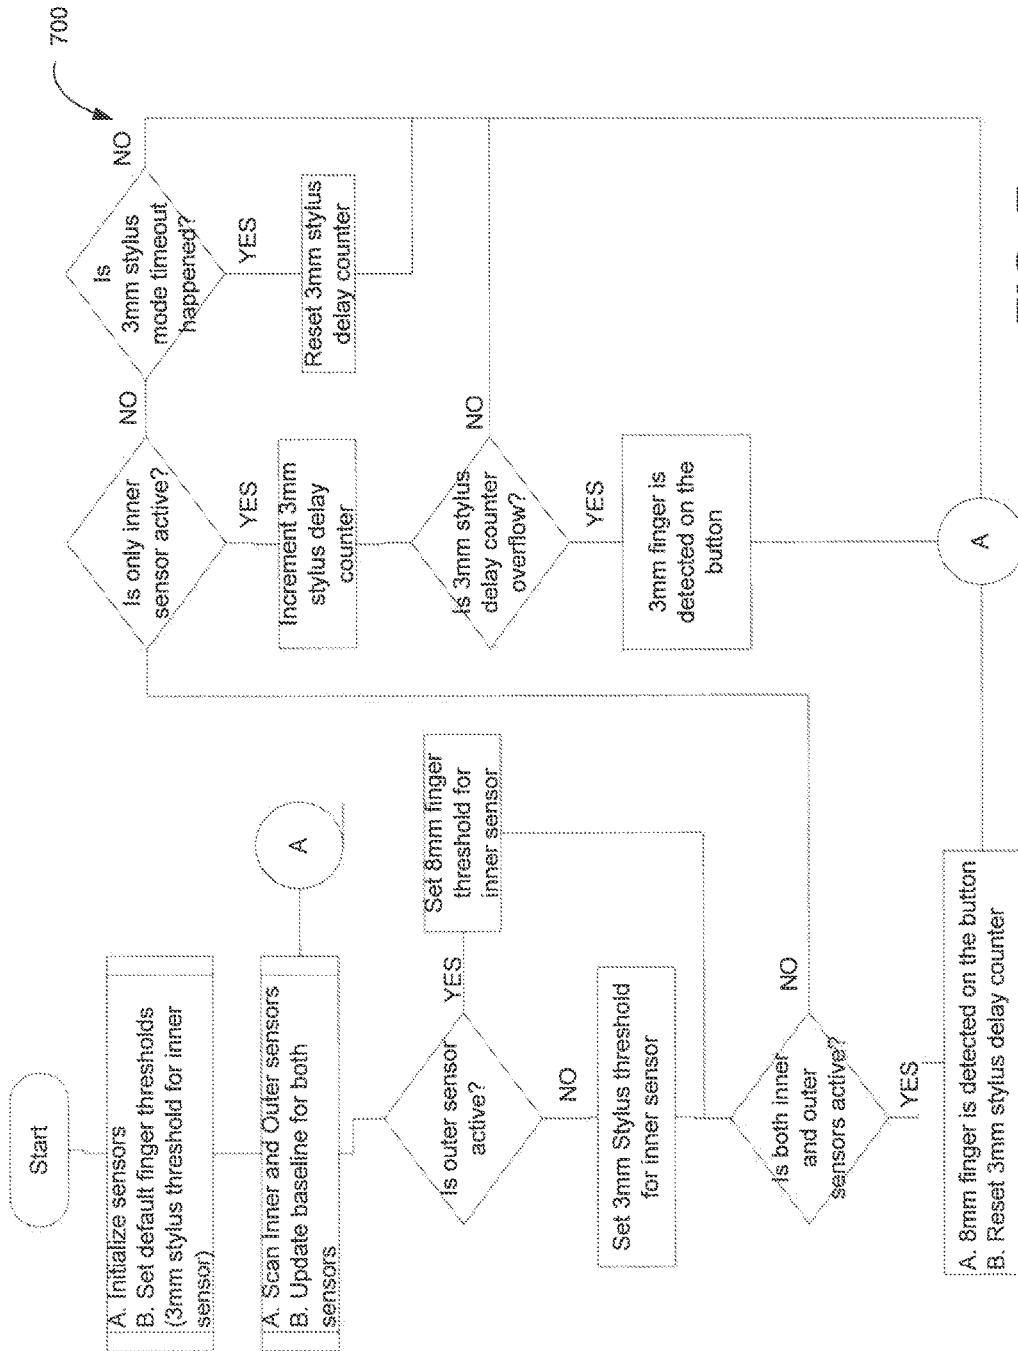 700
Start
A. Initialize sensors
B. Set default finger thresholds
(3mm stylus threshold for inner
sensor)
A. Scan Inner and Outer sensors
B. Update baseline for both
sensors
A
Is outer sensor
active?
YES
Set 8mm finger
threshold for
inner sensor
NO
Set 3mm Stylus threshold
for inner sensor
Is both inner
and outer
sensors active?
NO
YES
A. 8mm finger is detected on the button
B. Reset 3mm stylus delay counter
Is only inner
sensor active?
NO
YES
Increment 3mm
stylus delay
counter
Is 3mm stylus
delay counter
overflow?
NO
YES
3mm finger is
detected on the
button
Is
3mm stylus
mode timeout
happened?
NO
YES
Reset 3mm stylus
delay counter
A